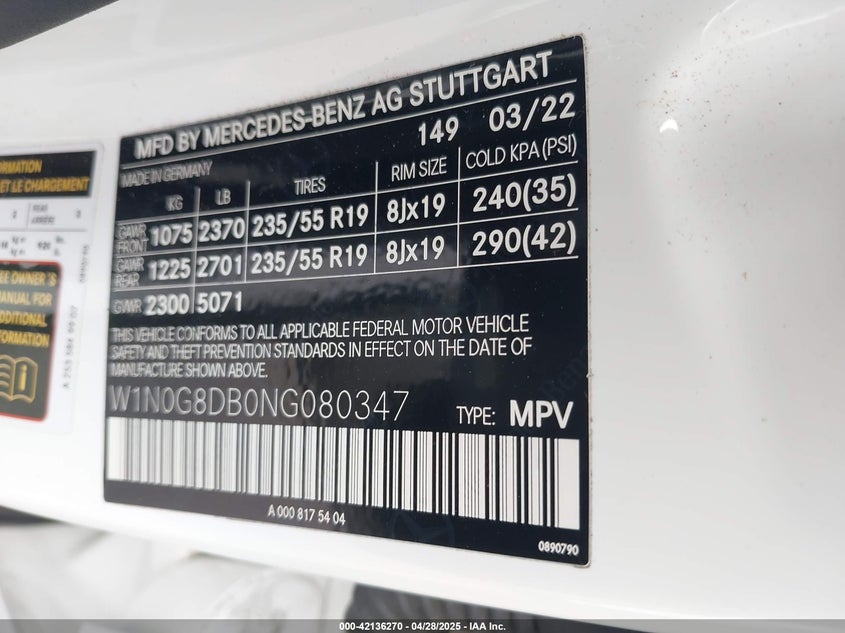 MFD BY MERCEDES-BENZ AG STUTTGART
149 03/22
MADE IN GERMANY
KG LB TIRES RIM SIZE COLD KPA (PSI)
GAWR FRONT 1075 2370 235/55 R19 8Jx19 240(35)
GAWR REAR 1225 2701 235/55 R19 8Jx19 290(42)
GVWR 2300 5071
THIS VEHICLE CONFORMS TO ALL APPLICABLE FEDERAL MOTOR VEHICLE
SAFETY AND THEFT PREVENTION STANDARDS IN EFFECT ON THE DATE OF
MANUFACTURE SHOWN ABOVE.
W1N0G8DB0NG080347 TYPE: MPV
A 000 817 54 04
0890790
ET LE CHARGEMENT
OWNER'S
MANUAL FOR
000-42136270 | 04/28/2025 - IAA Inc.